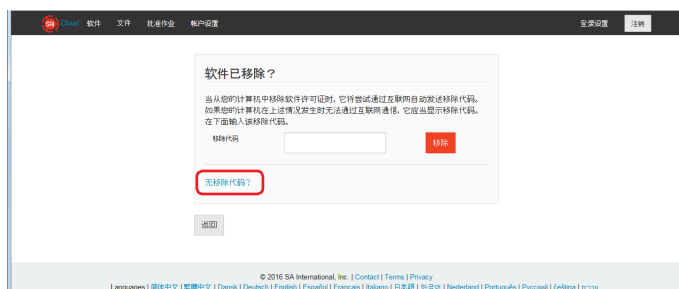 SAi Cloud 软件 文件 批准作业 帐户设置 登录设置 注销
软件已移除？
当从您的计算机中移除软件许可证时, 它将尝试通过互联网自动发送移除代码。
如果您的计算机在上述情况发生时无法通过互联网通信, 它应当显示移除代码。
在下面输入该移除代码。
移除代码 移除
无移除代码？
返回
© 2016 SA International, Inc. | Contact | Terms | Privacy
Languages | 简体中文 | 繁體中文 | Dansk | Deutsch | English | Español | Français | Italiano | 日本語 | 한국어 | Nederland | Português | Русский | čeština | עברית